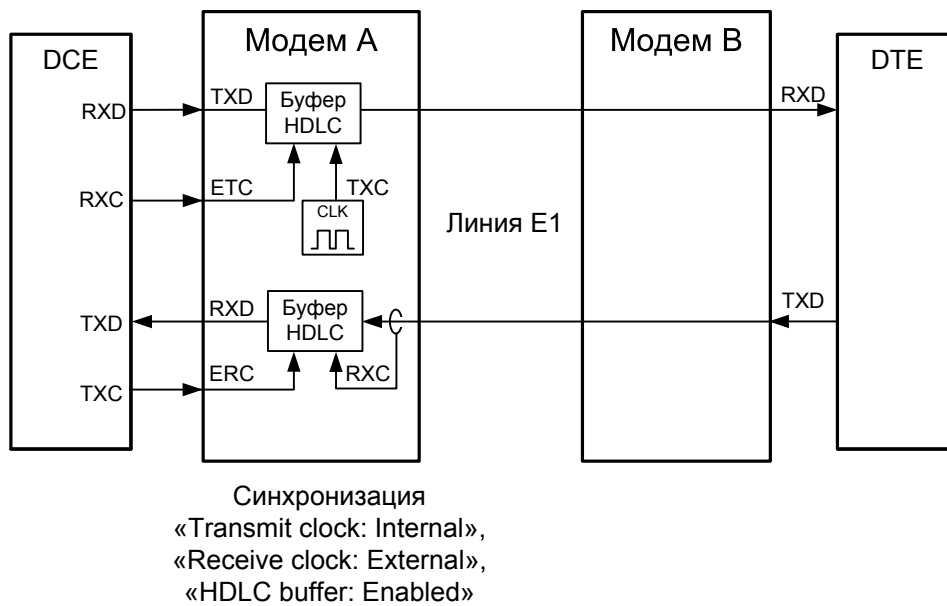 DCE
Модем А
Модем В
DTE
RXD
TXD
Буфер
HDLC
RXD
RXC
ETC
TXC
CLK
Линия Е1
TXD
RXD
Буфер
HDLC
TXD
TXC
ERC
RXC
Синхронизация
«Transmit clock: Internal»,
«Receive clock: External»,
«HDLC buffer: Enabled»